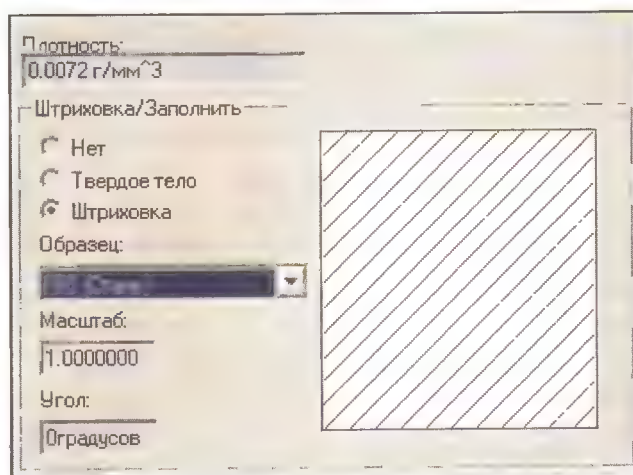 Плотность:
0.0072 г/мм^3
Штриховка/Заполнить
Нет
Твердое тело
Штриховка
Образец:
Масштаб:
1.0000000
Угол:
0градусов